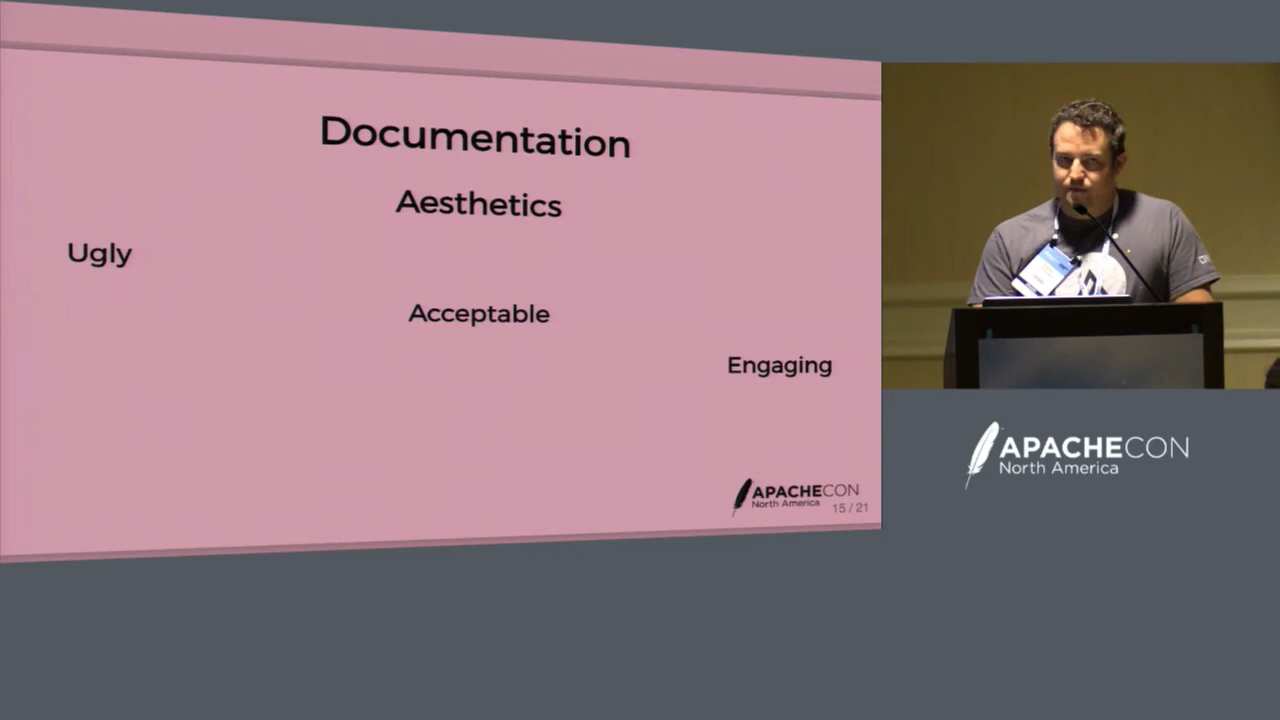 Documentation
Aesthetics
Ugly
Acceptable
Engaging
APACHECON
North America
15 / 21
APACHECON
North America